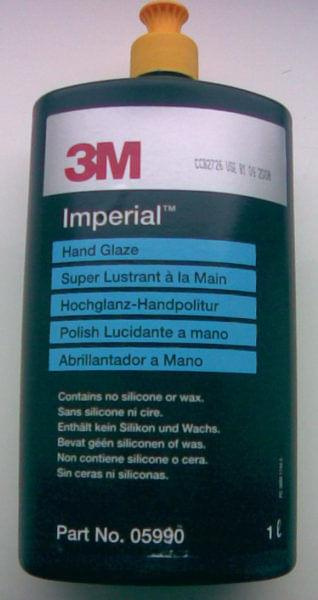 3M
Imperial™
Hand Glaze
Super Lustrant à la Main
Hochglanz-Handpolitur
Polish Lucidante a mano
Abrillantador a Mano
Contains no silicone or wax.
Sans silicone ni cire.
Enthält kein Silikon und Wachs.
Bevat géén siliconen of was.
Non contiene silicone o cera.
Sin ceras ni siliconas.
Part No. 05990
1 ℓ